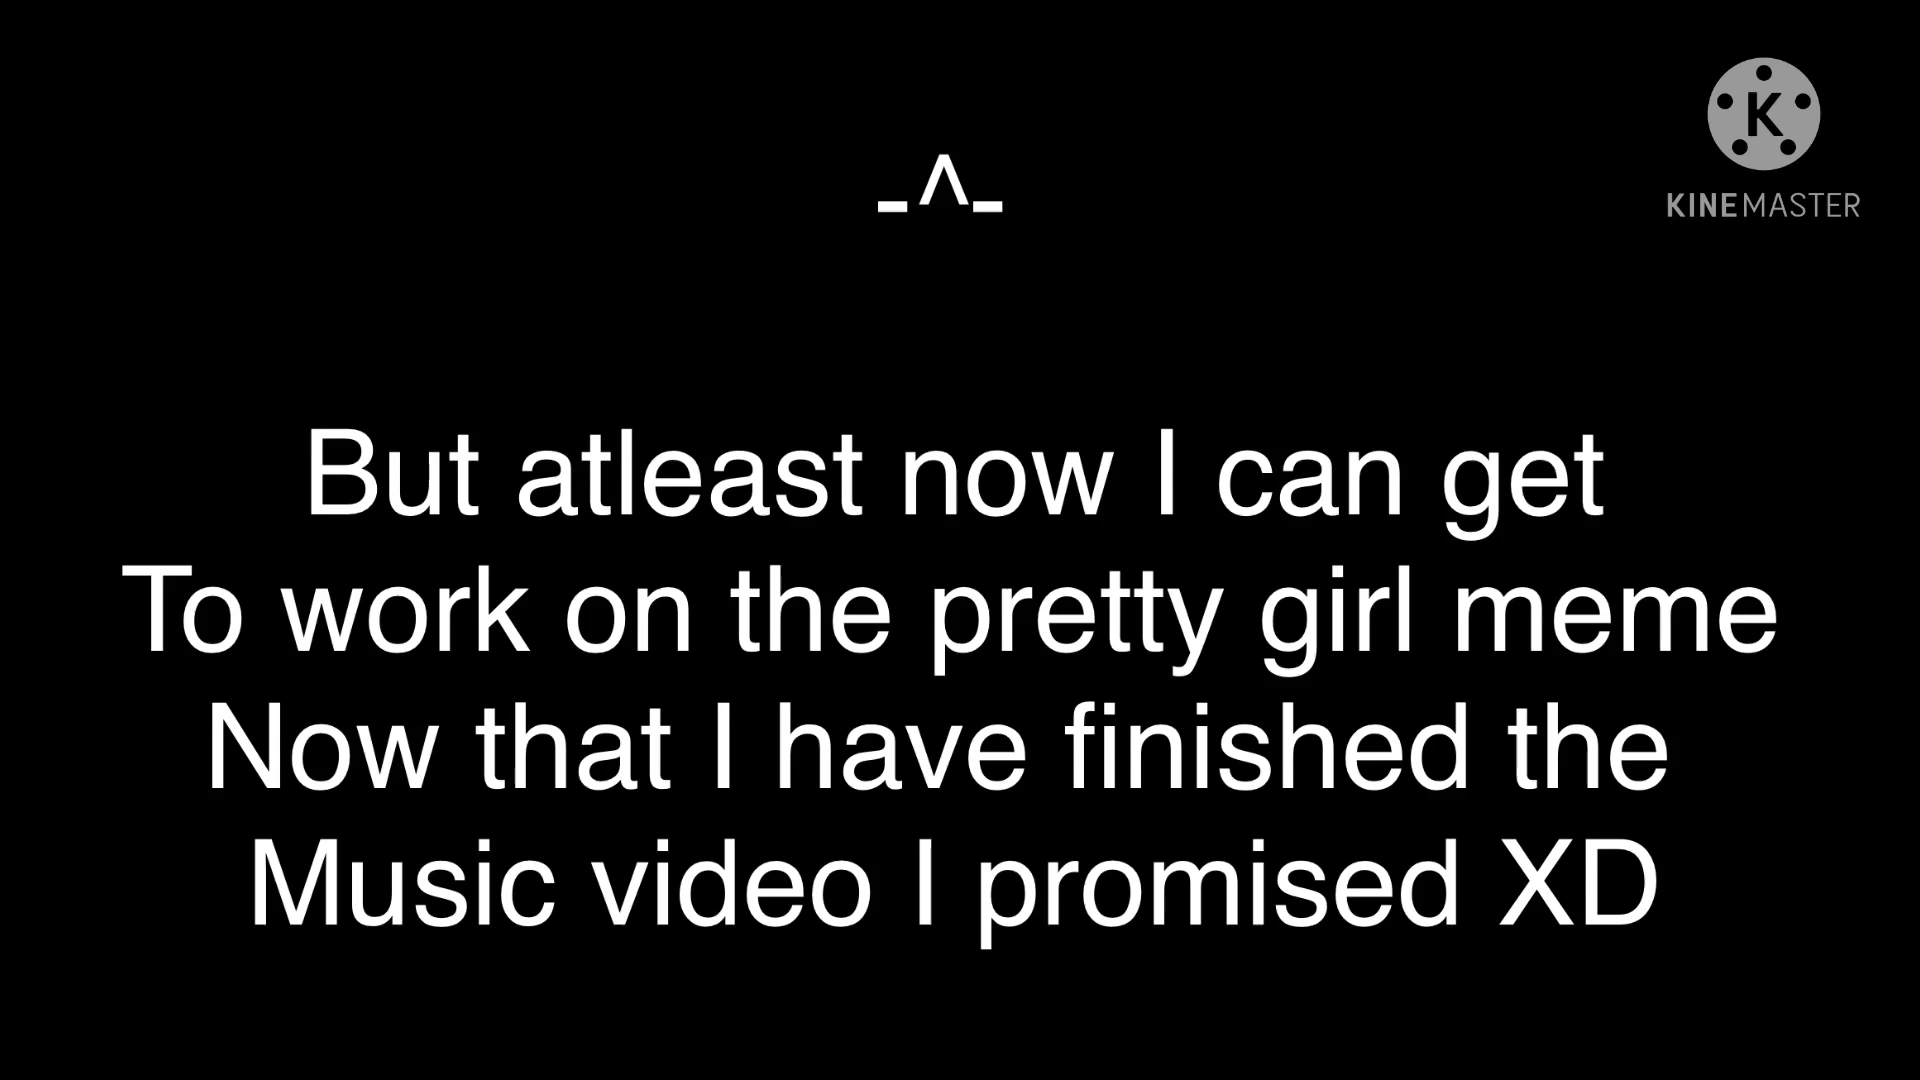 K
KINEMASTER
-^-
But atleast now I can get
To work on the pretty girl meme
Now that I have finished the
Music video I promised XD